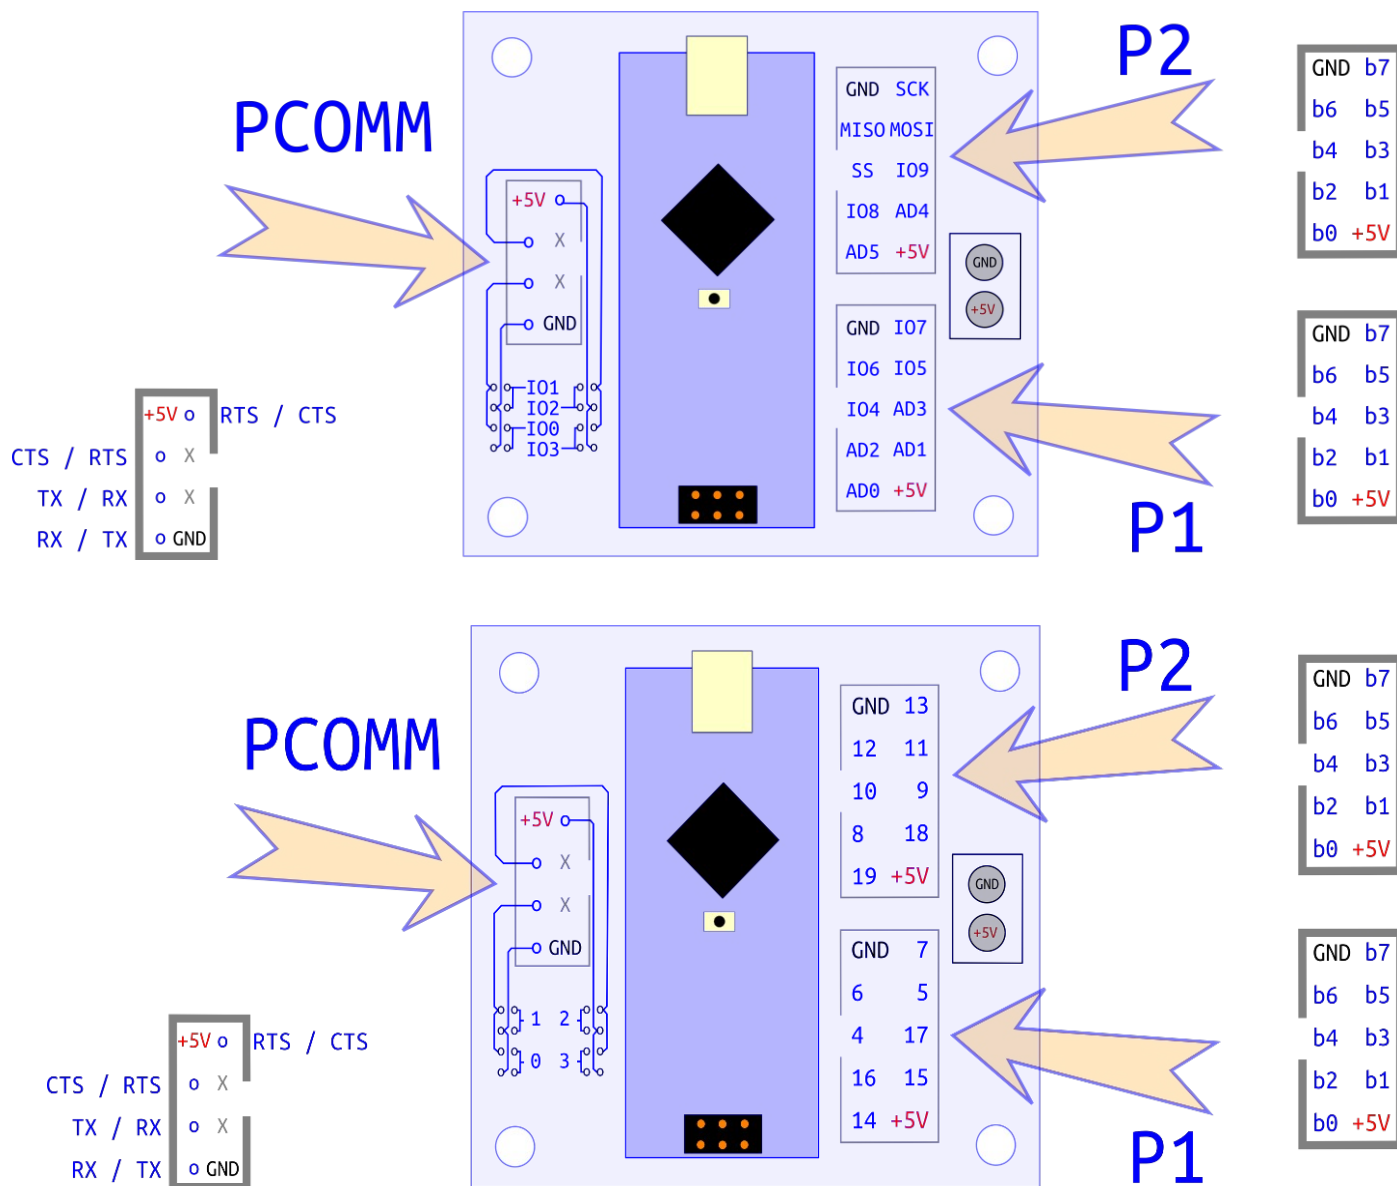 P2
PCOMM
GND SCK
MISO MOSI
SS IO9
IO8 AD4
AD5 +5V
GND b7
b6 b5
b4 b3
b2 b1
b0 +5V
+5V
X
X
GND
GND
+5V
GND IO7
IO6 IO5
IO4 AD3
AD2 AD1
AD0 +5V
GND b7
b6 b5
b4 b3
b2 b1
b0 +5V
IO1
IO2
IO0
IO3
+5V RTS / CTS
CTS / RTS X
TX / RX X
RX / TX GND
P1
P2
PCOMM
GND 13
12 11
10 9
8 18
19 +5V
GND b7
b6 b5
b4 b3
b2 b1
b0 +5V
+5V
X
X
GND
GND
+5V
GND 7
6 5
4 17
16 15
14 +5V
GND b7
b6 b5
b4 b3
b2 b1
b0 +5V
1 2
0 3
+5V RTS / CTS
CTS / RTS X
TX / RX X
RX / TX GND
P1